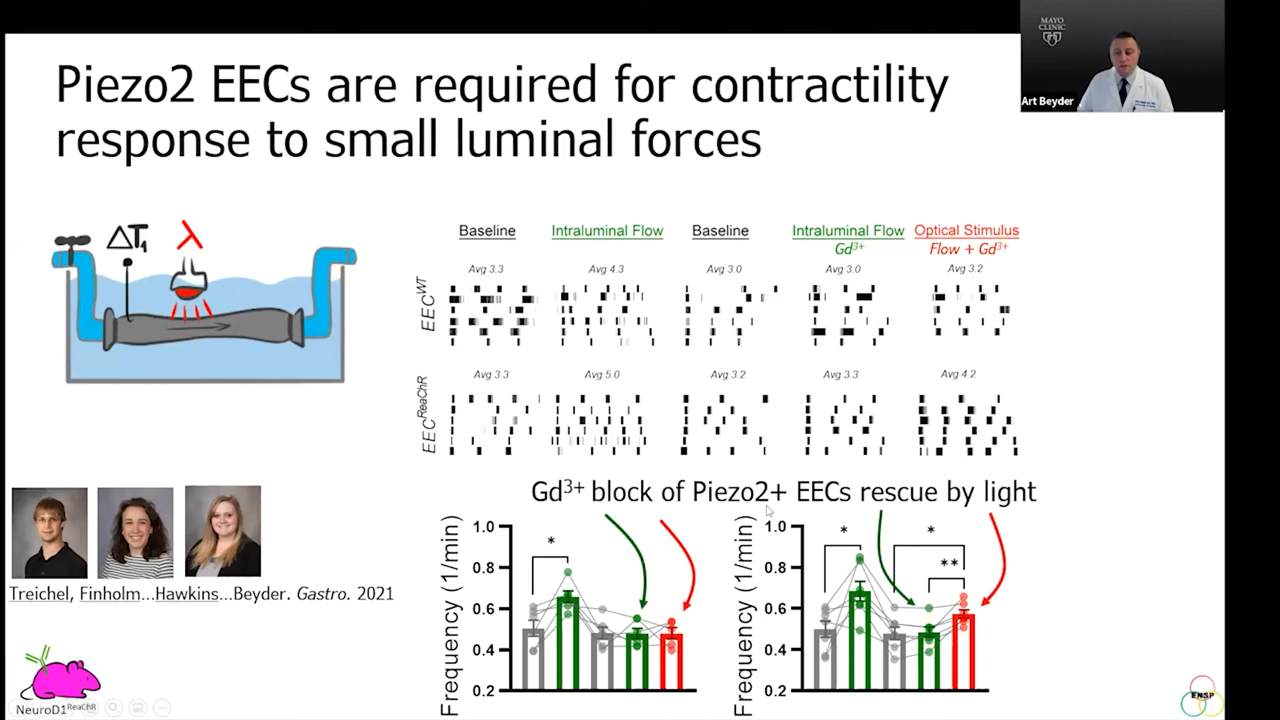 MAYO
CLINIC
Art Beyder
Piezo2 EECs are required for contractility
response to small luminal forces
ΔT1
λ
Baseline
Intraluminal Flow
Baseline
Intraluminal Flow
Gd3+
Optical Stimulus
Flow + Gd3+
EECWT
Avg 3.3
Avg 4.3
Avg 3.0
Avg 3.0
Avg 3.2
EECReaChR
Avg 3.3
Avg 5.0
Avg 3.2
Avg 3.3
Avg 4.2
Gd3+ block of Piezo2+ EECs rescue by light
Frequency (1/min)
1.0
0.8
0.6
0.4
0.2
*
Frequency (1/min)
1.0
0.8
0.6
0.4
0.2
*
*
**
Treichel, Finholm...Hawkins...Beyder. Gastro. 2021
NeuroD1ReaChR
ENSP